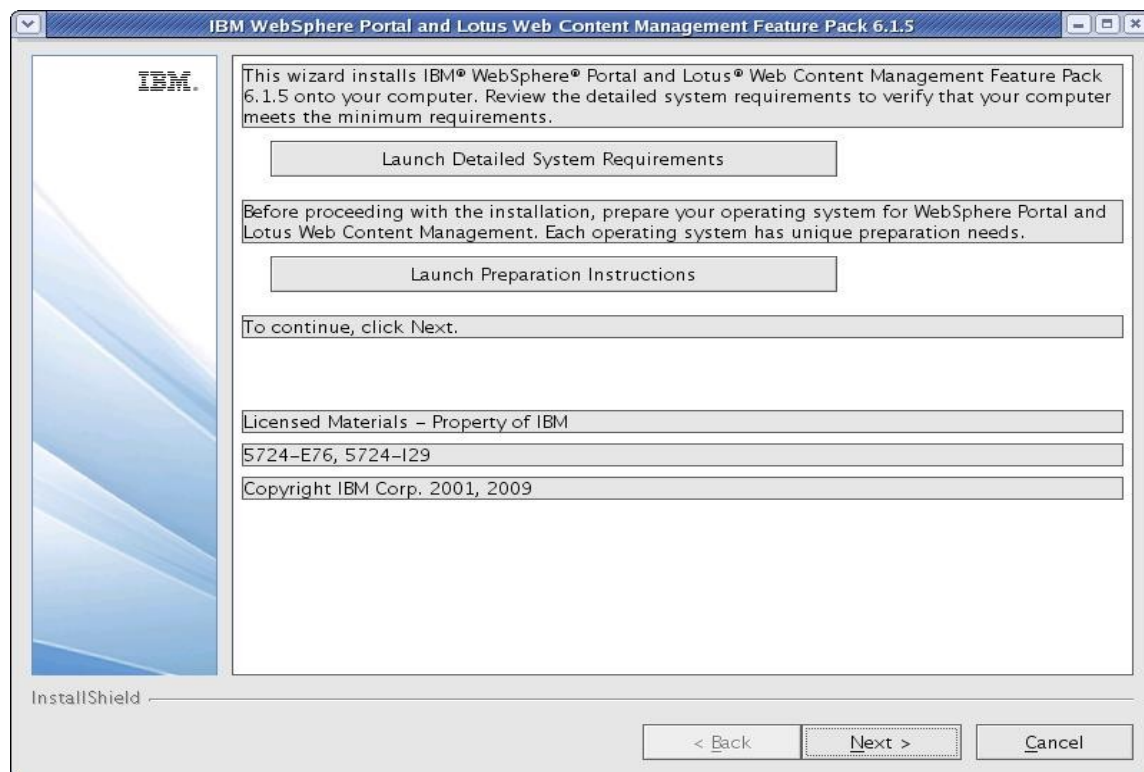 IBM WebSphere Portal and Lotus Web Content Management Feature Pack 6.1.5
IBM.
This wizard installs IBM® WebSphere® Portal and Lotus® Web Content Management Feature Pack
6.1.5 onto your computer. Review the detailed system requirements to verify that your computer
meets the minimum requirements.
Launch Detailed System Requirements
Before proceeding with the installation, prepare your operating system for WebSphere Portal and
Lotus Web Content Management. Each operating system has unique preparation needs.
Launch Preparation Instructions
To continue, click Next.
Licensed Materials – Property of IBM
5724–E76, 5724–I29
Copyright IBM Corp. 2001, 2009
InstallShield
< Back
Next >
Cancel